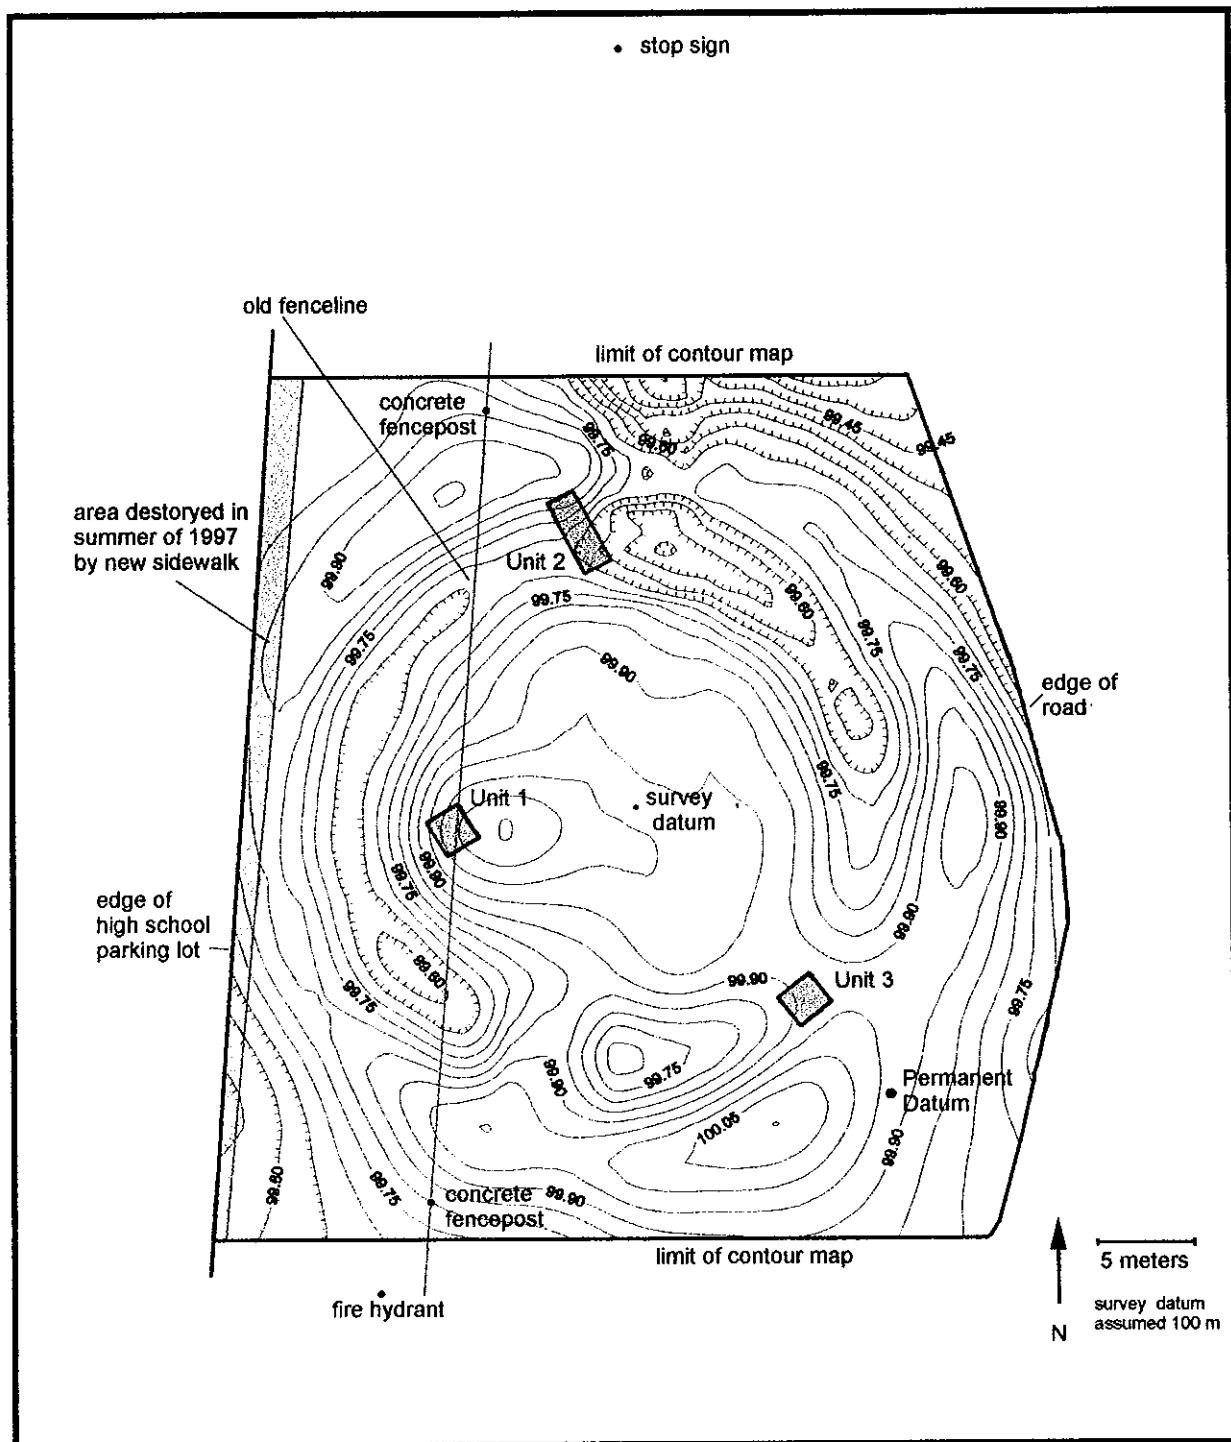 stop sign
old fenceline
limit of contour map
concrete
fencepost
99.75
99.60
99.45
99.45
area destoryed in
summer of 1997
by new sidewalk
99.90
Unit 2
99.60
99.75
99.60
99.75
99.75
99.75
99.90
edge of
road
Unit 1
survey
datum
99.75
99.90
99.90
99.75
edge of
high school
parking lot
99.90
99.60
99.75
99.90
Unit 3
99.75
99.90
99.75
Permanent
Datum
100.05
99.90
99.60
99.75
concrete
fencepost
99.90
limit of contour map
5 meters
fire hydrant
survey datum
assumed 100 m
N